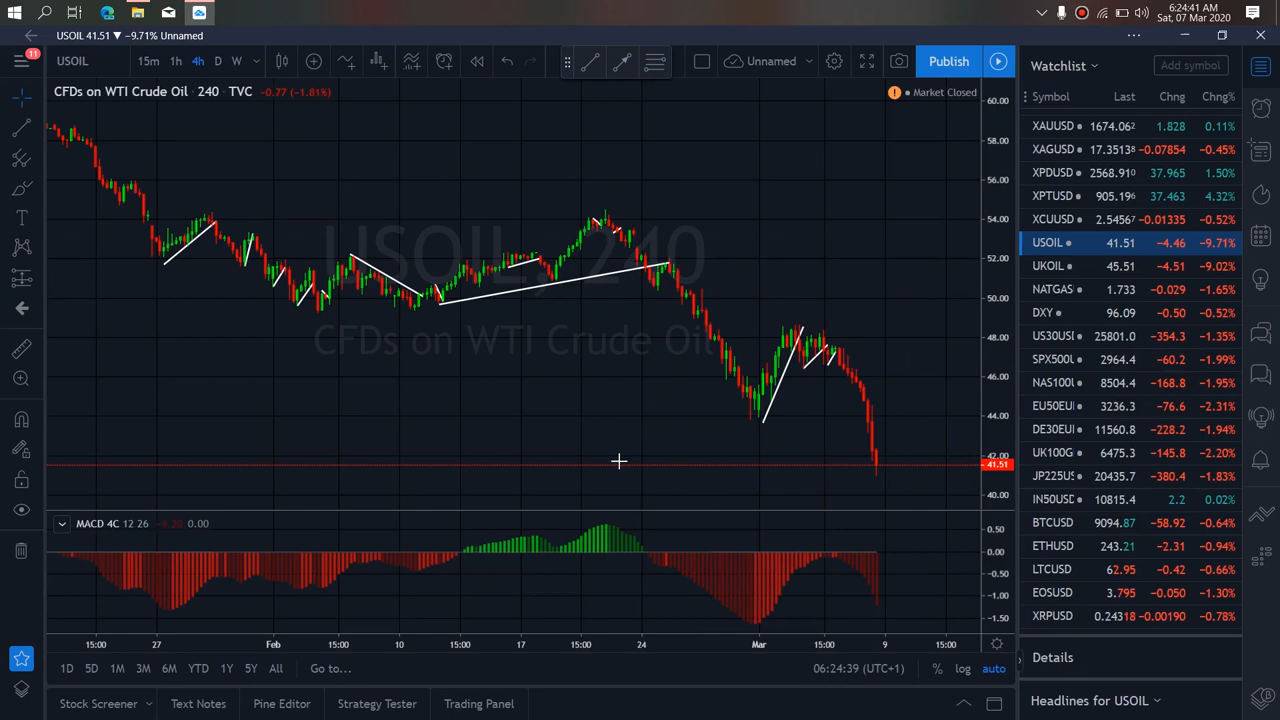 6:24:41 AM
Sat, 07 Mar 2020
USOIL 41.51 ▼ −9.71% Unnamed
11
USOIL 15m 1h 4h D W Unnamed Publish
Watchlist Add symbol
CFDs on WTI Crude Oil · 240 · TVC −0.77 (−1.81%) Market Closed
Symbol Last Chng Chng%
XAUUSD 1674.062 1.828 0.11%
XAGUSD 17.3513 -0.07854 -0.45%
XPDUSD 2568.910 37.965 1.50%
XPTUSD 905.196 37.463 4.32%
XCUUSD 2.5456 -0.01335 -0.52%
USOIL 41.51 -4.46 -9.71%
UKOIL 45.51 -4.51 -9.02%
NATGAS 1.733 -0.029 -1.65%
DXY 96.09 -0.50 -0.52%
US30USD 25801.0 -354.3 -1.35%
SPX500 2964.4 -60.2 -1.99%
NAS100 8504.4 -168.8 -1.95%
EU50EU 3236.3 -76.6 -2.31%
DE30EU 11560.8 -228.2 -1.94%
UK100G 6375.3 -145.8 -2.20%
JP225US 20435.7 -380.4 -1.83%
IN50USD 10815.4 2.2 0.02%
BTCUSD 9094.87 -58.92 -0.64%
ETHUSD 243.21 -2.31 -0.94%
LTCUSD 62.95 -0.42 -0.66%
EOSUSD 3.795 -0.050 -1.30%
XRPUSD 0.24318 -0.00190 -0.78%
USOIL, 240
CFDs on WTI Crude Oil
60.00
58.00
56.00
54.00
52.00
50.00
48.00
46.00
44.00
42.00
41.51
40.00
MACD 4C 12 26 −1.20 0.00
0.50
0.00
−0.50
−1.00
−1.50
15:00 27 Feb 15:00 10 15:00 17 15:00 24 Mar 15:00 9 15:00
1D 5D 1M 3M 6M YTD 1Y 5Y All Go to... 06:24:39 (UTC+1) % log auto
Details
Stock Screener Text Notes Pine Editor Strategy Tester Trading Panel
Headlines for USOIL